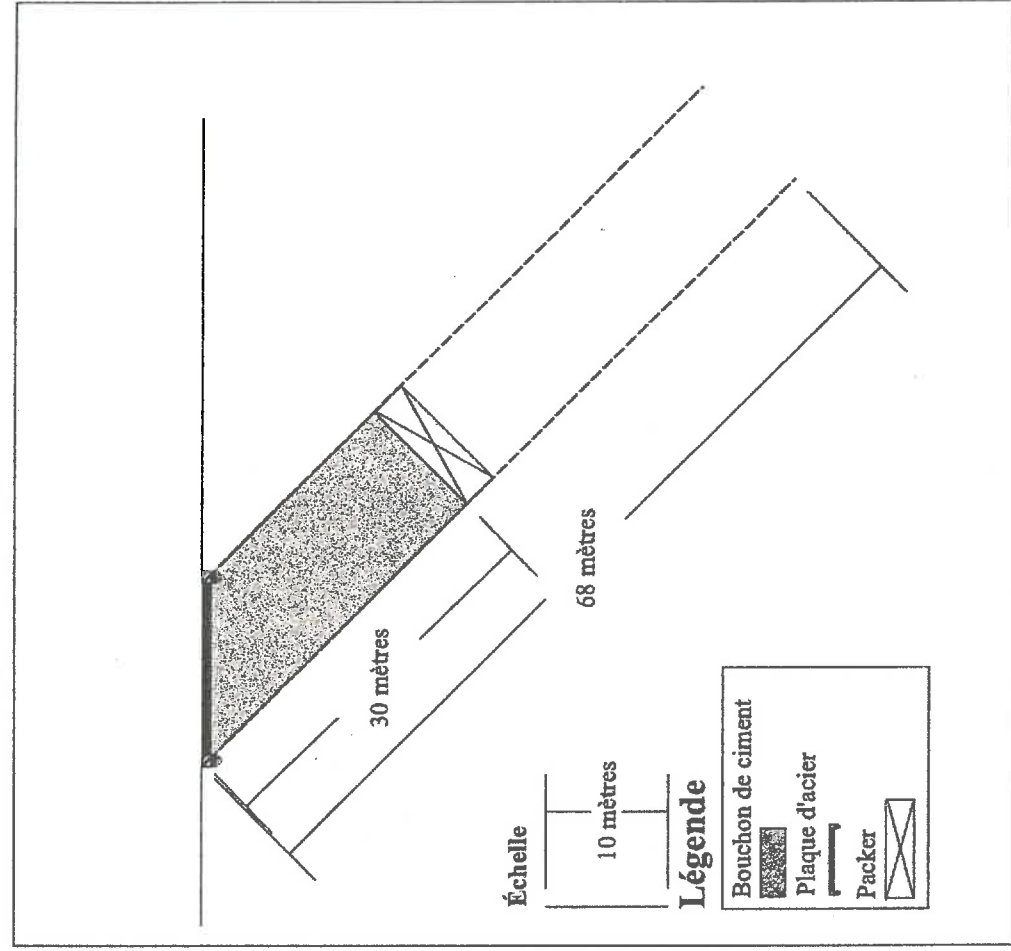 30 mètres
68 mètres
Échelle
10 mètres
Légende
Bouchon de ciment
Plaque d'acier
Packer